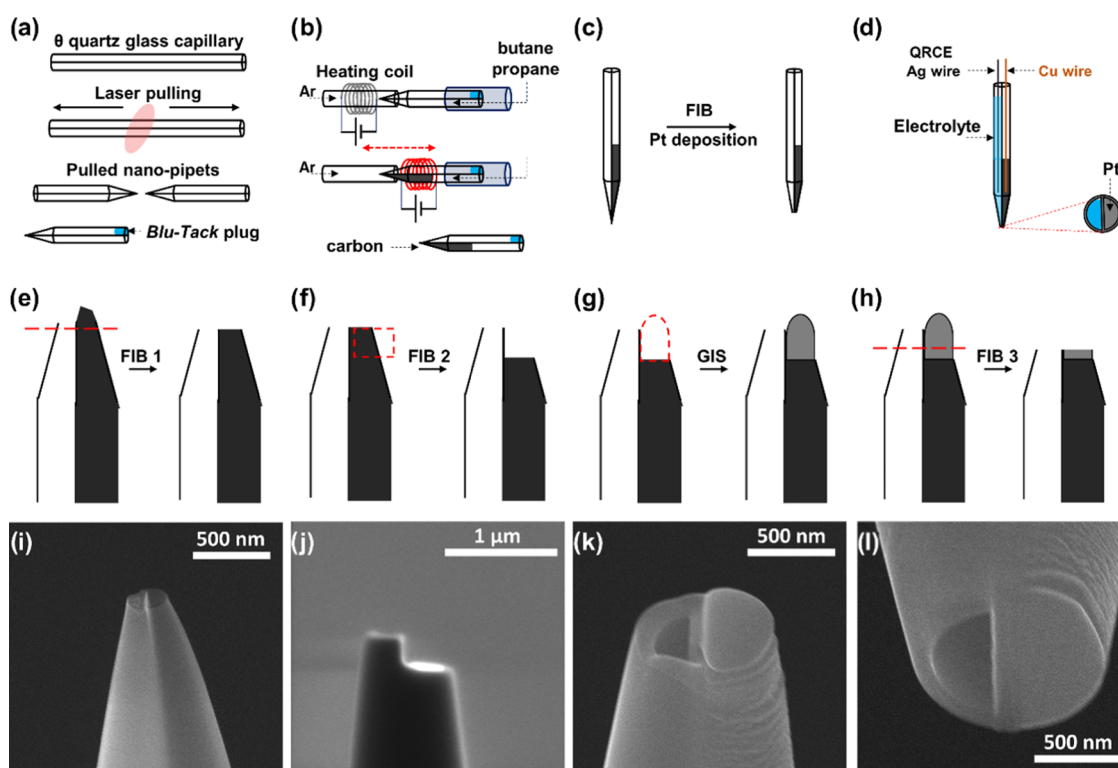 (a)
θ quartz glass capillary
Laser pulling
Pulled nano-pipets
Blu-Tack plug
(b)
butane
propane
Heating coil
Ar
Ar
carbon
(c)
FIB
Pt deposition
(d)
QRCE
Ag wire
Cu wire
Electrolyte
Pt
(e)
FIB 1
(f)
FIB 2
(g)
GIS
(h)
FIB 3
(i)
500 nm
(j)
1 µm
(k)
500 nm
(l)
500 nm